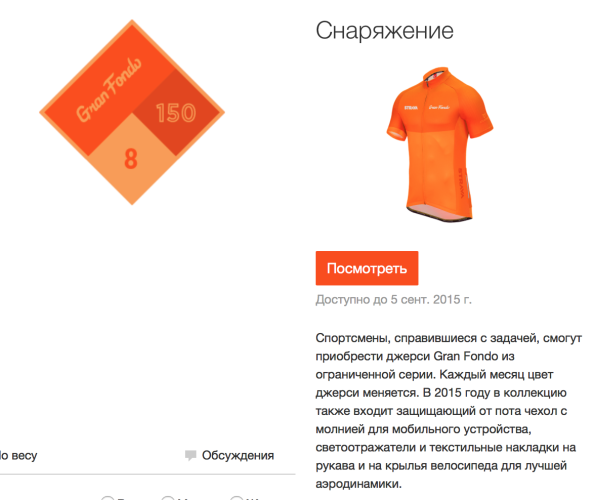 Gran Fondo
150
8
Снаряжение
STRAVA
Gran Fondo
Посмотреть
Доступно до 5 сент. 2015 г.
Спортсмены, справившиеся с задачей, смогут
приобрести джерси Gran Fondo из
ограниченной серии. Каждый месяц цвет
джерси меняется. В 2015 году в коллекцию
также входит защищающий от пота чехол с
молнией для мобильного устройства,
светоотражатели и текстильные накладки на
рукава и на крылья велосипеда для лучшей
аэродинамики.
весу
Обсуждения